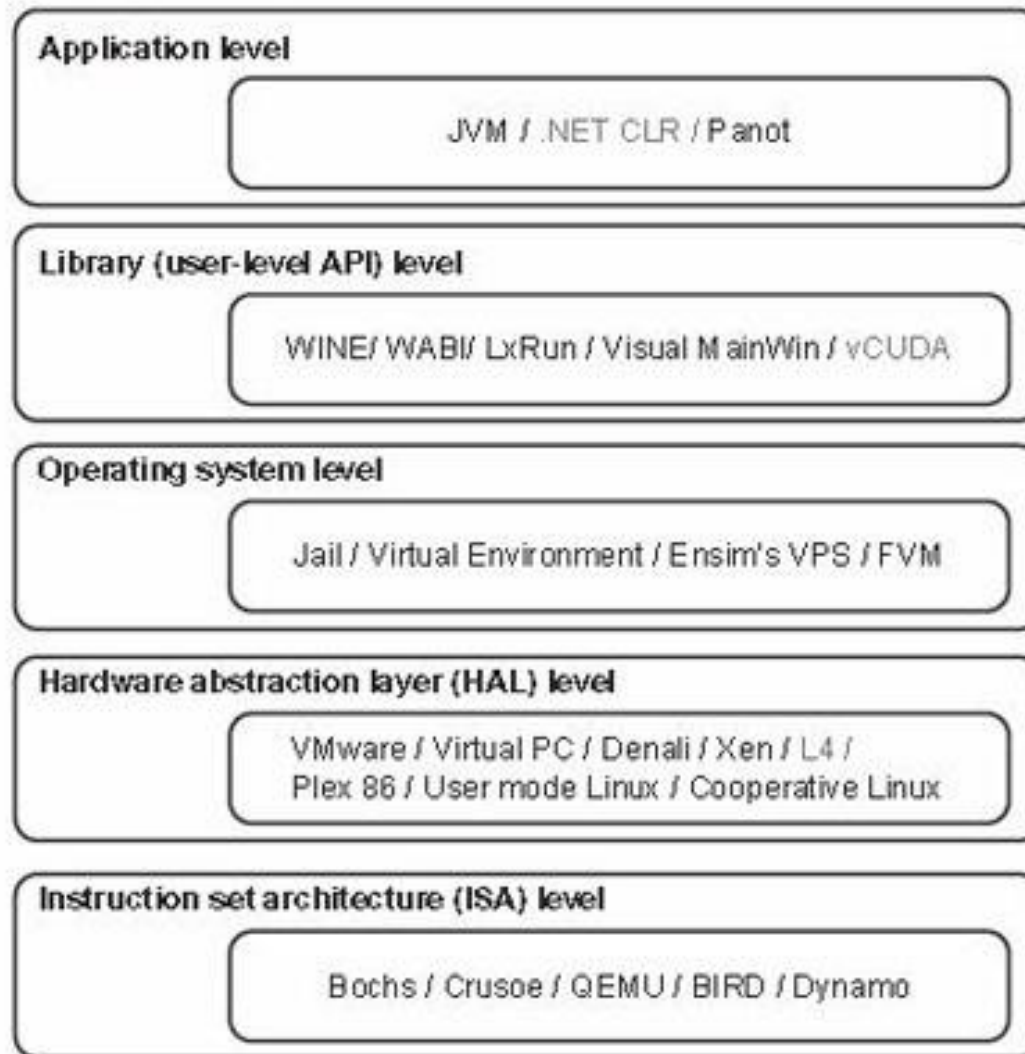 Application level
JVM / .NET CLR / Panot
Library (user-level API) level
WINE/ WABI/ LxRun / Visual MainWin / vCUDA
Operating system level
Jail / Virtual Environment / Ensim's VPS / FVM
Hardware abstraction layer (HAL) level
VMware / Virtual PC / Denali / Xen / L4 /
Plex 86 / User mode Linux / Cooperative Linux
Instruction set architecture (ISA) level
Bochs / Crusoe / QEMU / BIRD / Dynamo